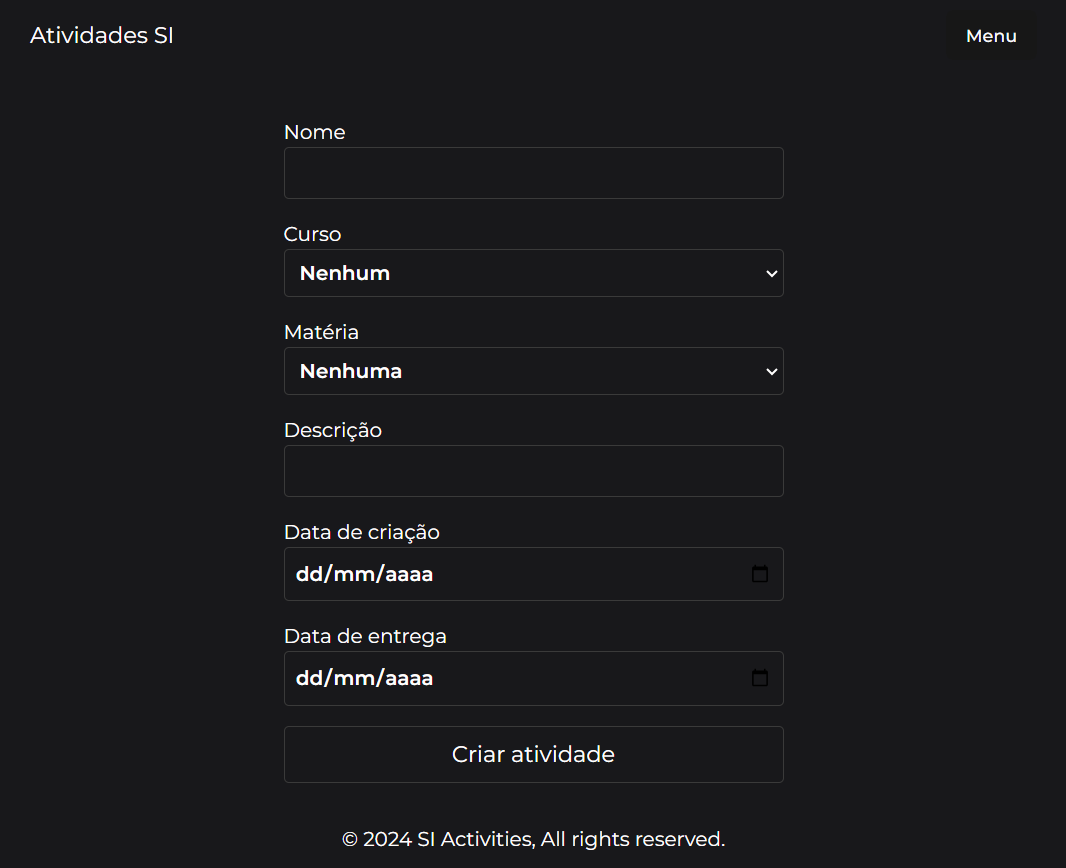 Atividades SI
Menu
Nome
Curso
Nenhum
Matéria
Nenhuma
Descrição
Data de criação
dd/mm/aaaa
Data de entrega
dd/mm/aaaa
Criar atividade
© 2024 SI Activities, All rights reserved.